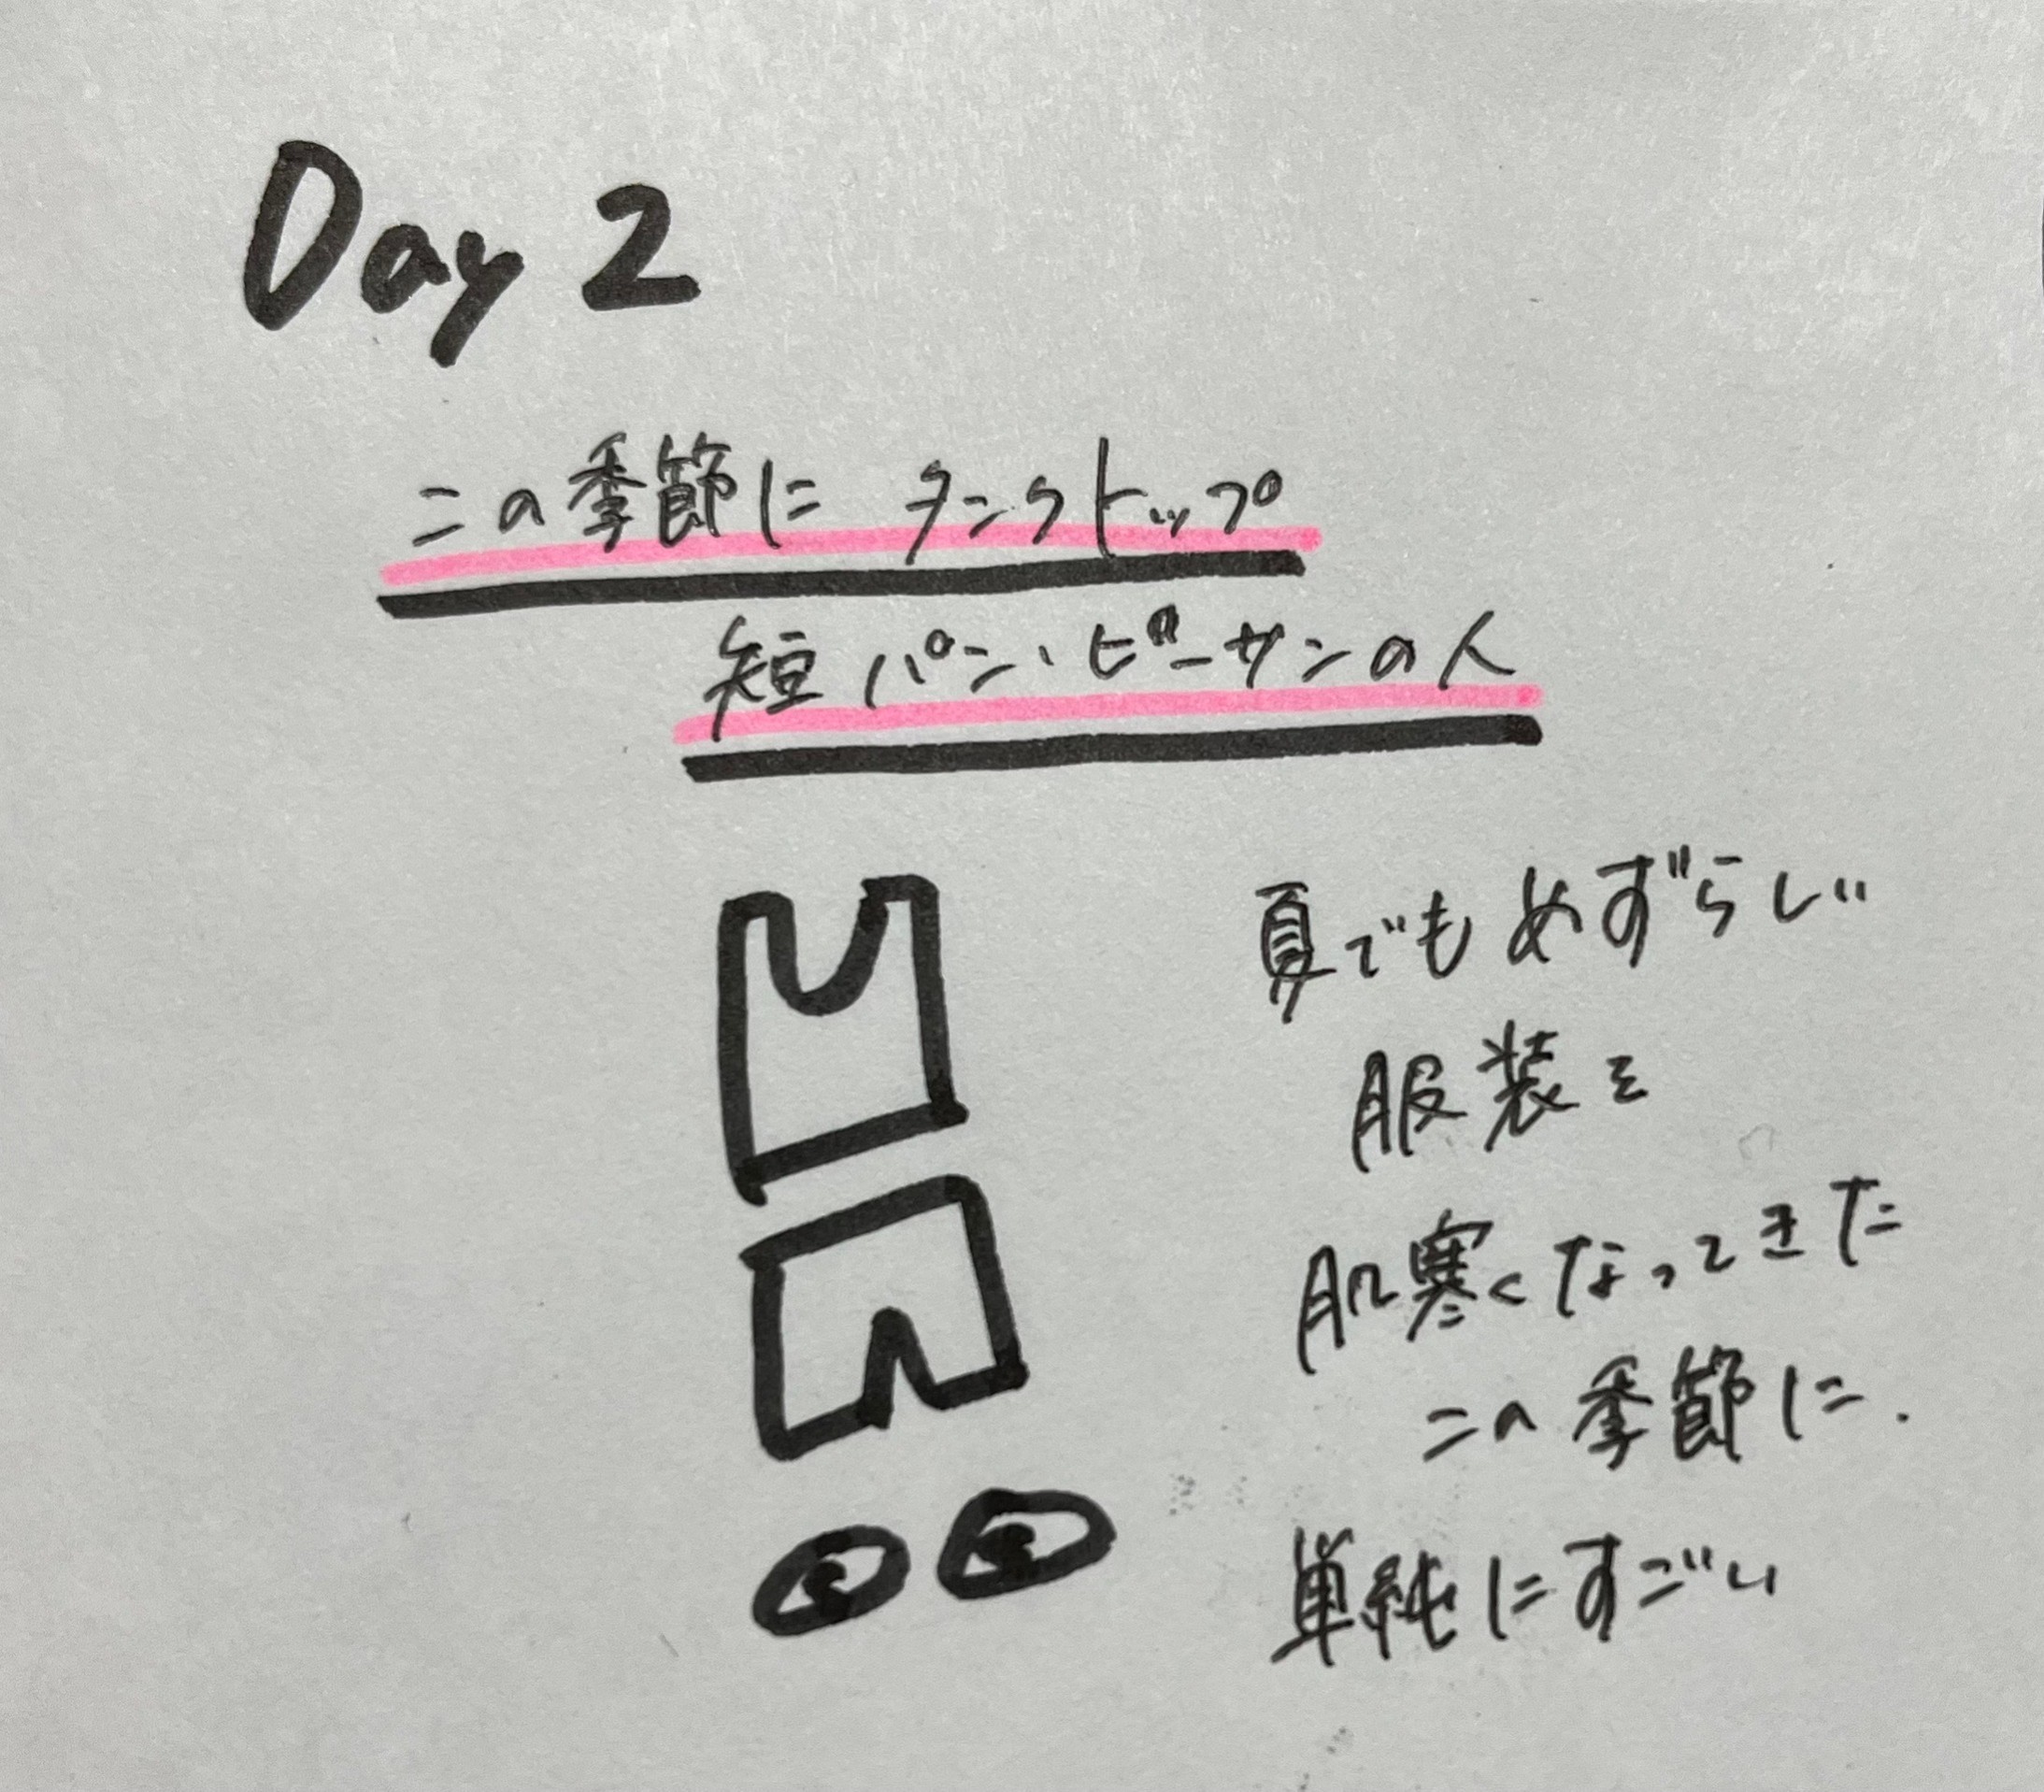 Day 2
この季節に タンクトップ
短パン、ビーサンの人
夏でもめずらしい
服装を
肌寒くなってきた
この季節に.
単純にすごい